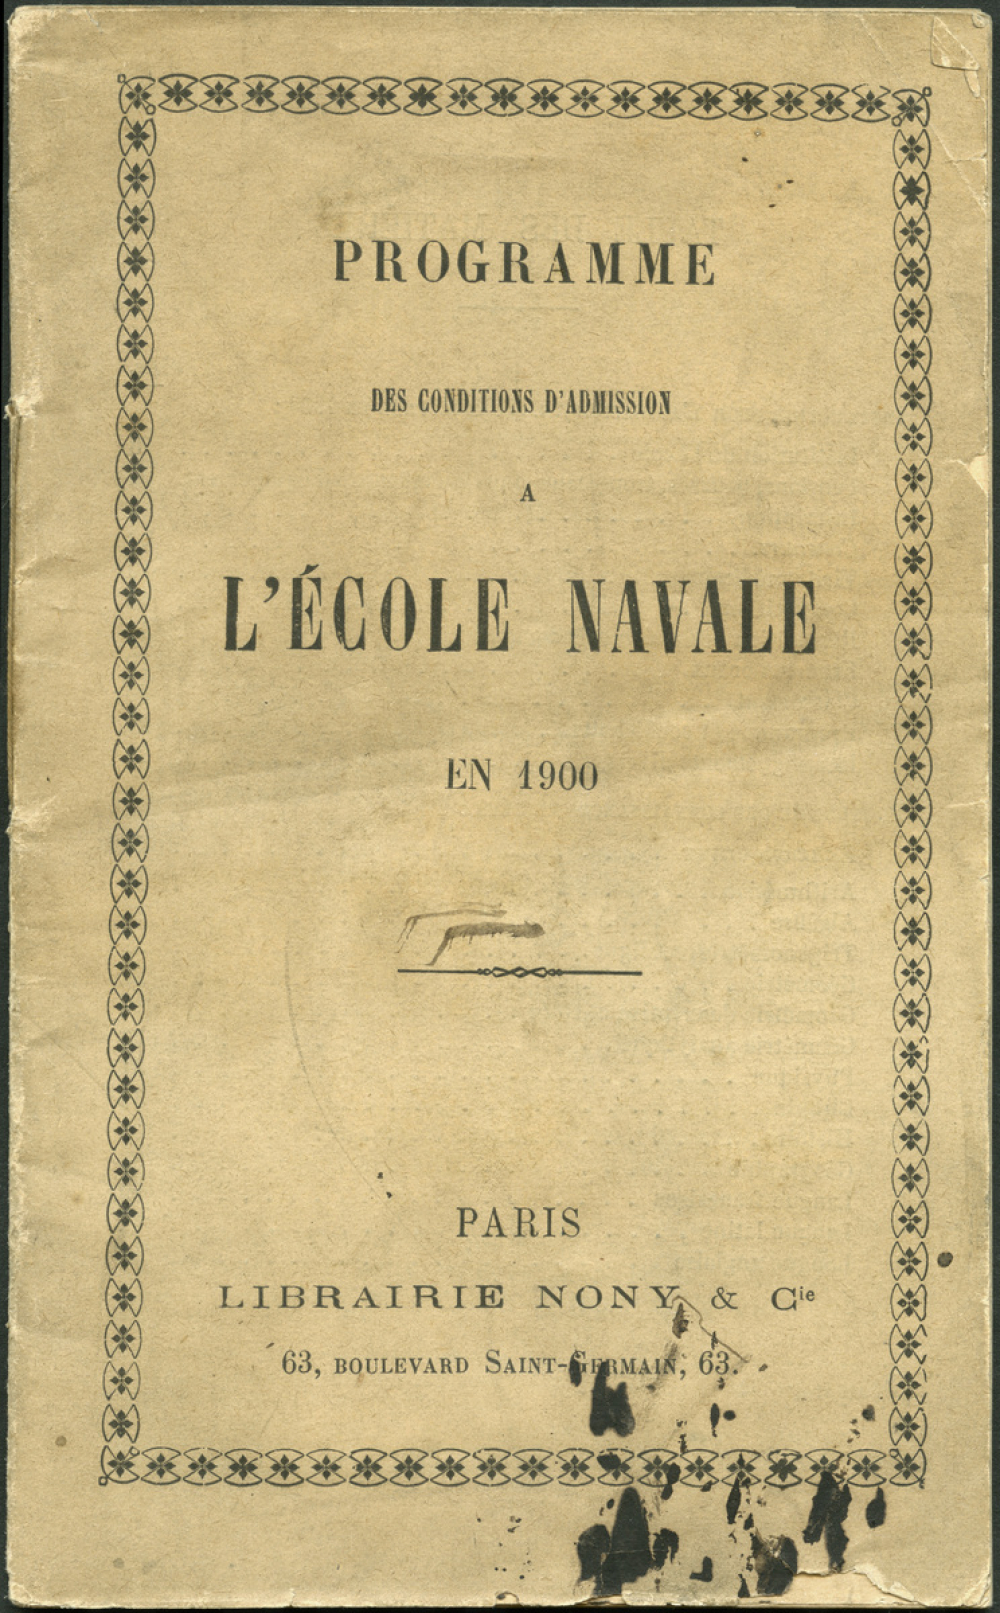 PROGRAMME
DES CONDITIONS D'ADMISSION
A
L'ÉCOLE NAVALE
EN 1900
PARIS
LIBRAIRIE NONY & Cie
63, BOULEVARD SAINT-GERMAIN, 63.